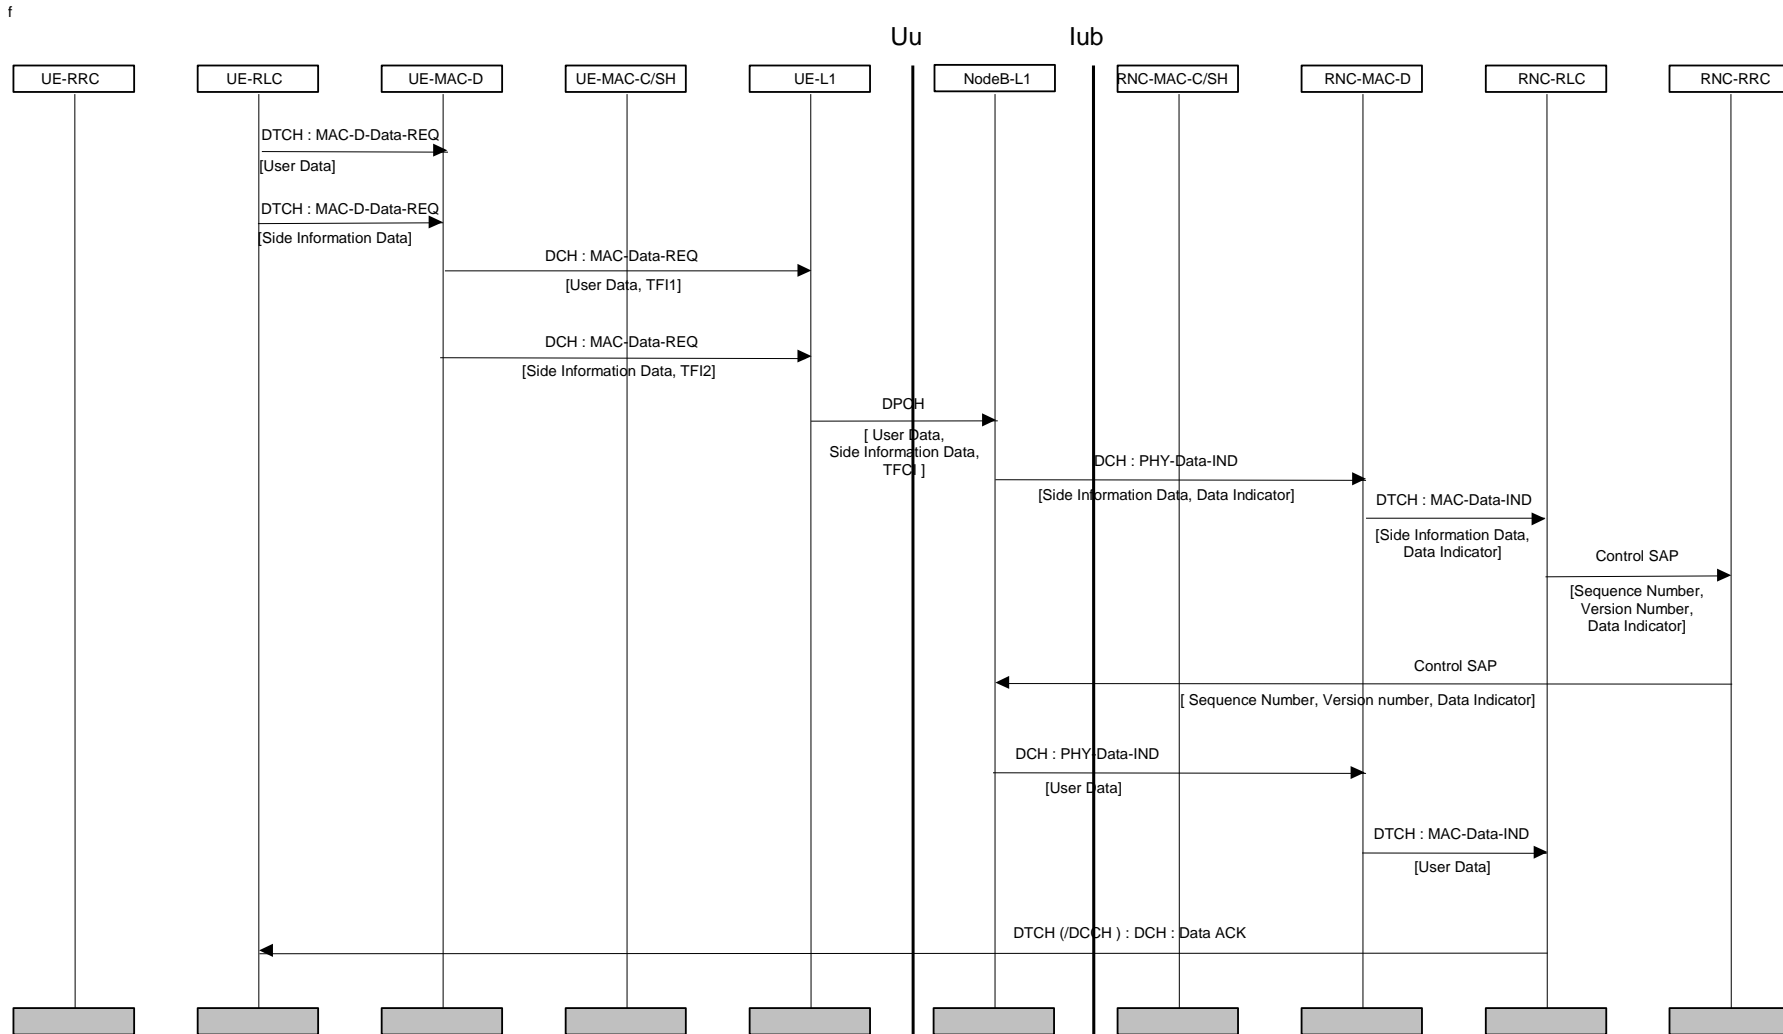 f
Uu
Iub
UE-RRC
UE-RLC
UE-MAC-D
UE-MAC-C/SH
UE-L1
NodeB-L1
RNC-MAC-C/SH
RNC-MAC-D
RNC-RLC
RNC-RRC
DTCH : MAC-D-Data-REQ
[User Data]
DTCH : MAC-D-Data-REQ
[Side Information Data]
DCH : MAC-Data-REQ
[User Data, TFI1]
DCH : MAC-Data-REQ
[Side Information Data, TFI2]
DPCH
[ User Data,
Side Information Data,
TFCI ]
DCH : PHY-Data-IND
[Side Information Data, Data Indicator]
DTCH : MAC-Data-IND
[Side Information Data,
Data Indicator]
Control SAP
[Sequence Number,
Version Number,
Data Indicator]
Control SAP
[ Sequence Number, Version number, Data Indicator]
DCH : PHY-Data-IND
[User Data]
DTCH : MAC-Data-IND
[User Data]
DTCH (/DCCH ) : DCH : Data ACK